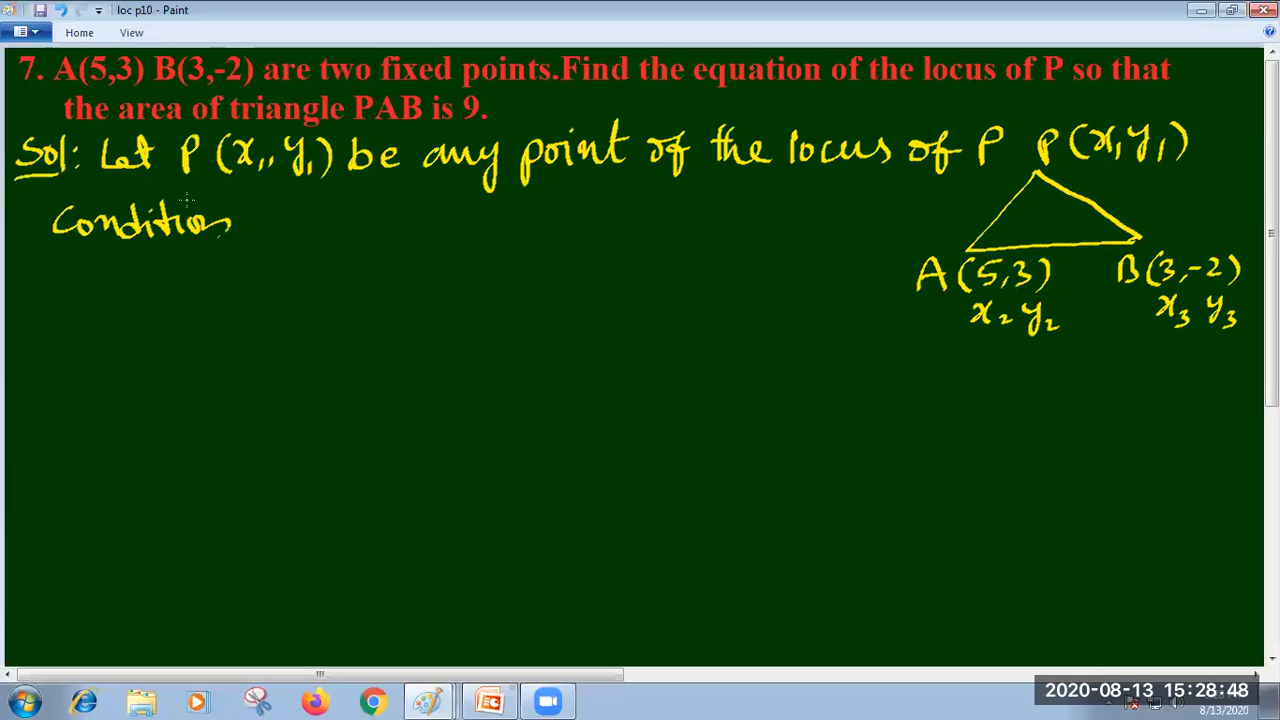 loc p10 - Paint
Home View
7. A(5,3) B(3,-2) are two fixed points.Find the equation of the locus of P so that
the area of triangle PAB is 9.
Sol: Let P (x₁, y₁) be any point of the locus of P P(x₁ y₁)
Condition
A (5,3) B(3,-2)
x₂ y₂ x₃ y₃
2020-08-13 15:28:48
8/13/2020